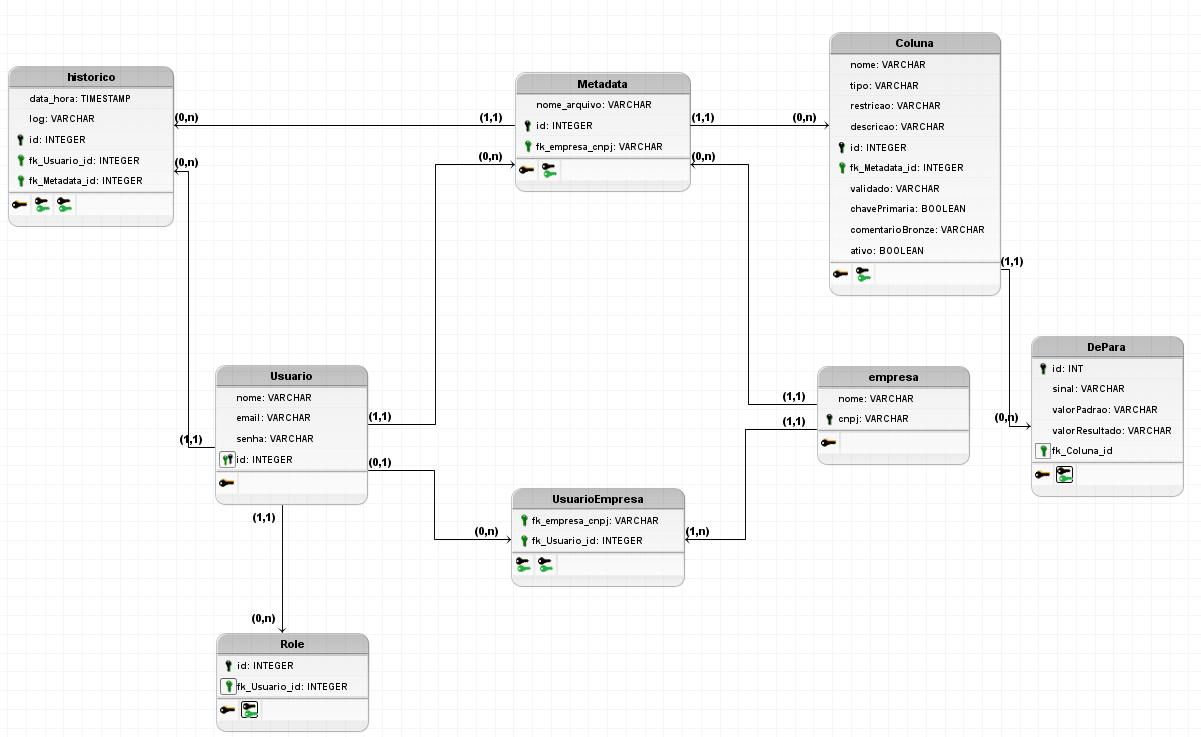 historico
data_hora: TIMESTAMP
log: VARCHAR
id: INTEGER
fk_Usuario_id: INTEGER
fk_Metadata_id: INTEGER
(0,n)
(0,n)
(1,1)
Metadata
nome_arquivo: VARCHAR
id: INTEGER
fk_empresa_cnpj: VARCHAR
(0,n)
(1,1)
(0,n)
(0,n)
Coluna
nome: VARCHAR
tipo: VARCHAR
restricao: VARCHAR
descricao: VARCHAR
id: INTEGER
fk_Metadata_id: INTEGER
validado: VARCHAR
chavePrimaria: BOOLEAN
comentarioBronze: VARCHAR
ativo: BOOLEAN
(1,1)
Usuario
nome: VARCHAR
email: VARCHAR
senha: VARCHAR
id: INTEGER
(1,1)
(1,1)
(0,1)
(1,1)
empresa
nome: VARCHAR
cnpj: VARCHAR
(1,1)
(1,1)
DePara
id: INT
sinal: VARCHAR
valorPadrao: VARCHAR
valorResultado: VARCHAR
fk_Coluna_id
(0,n)
UsuarioEmpresa
fk_empresa_cnpj: VARCHAR
fk_Usuario_id: INTEGER
(0,n)
(1,n)
(0,n)
Role
id: INTEGER
fk_Usuario_id: INTEGER